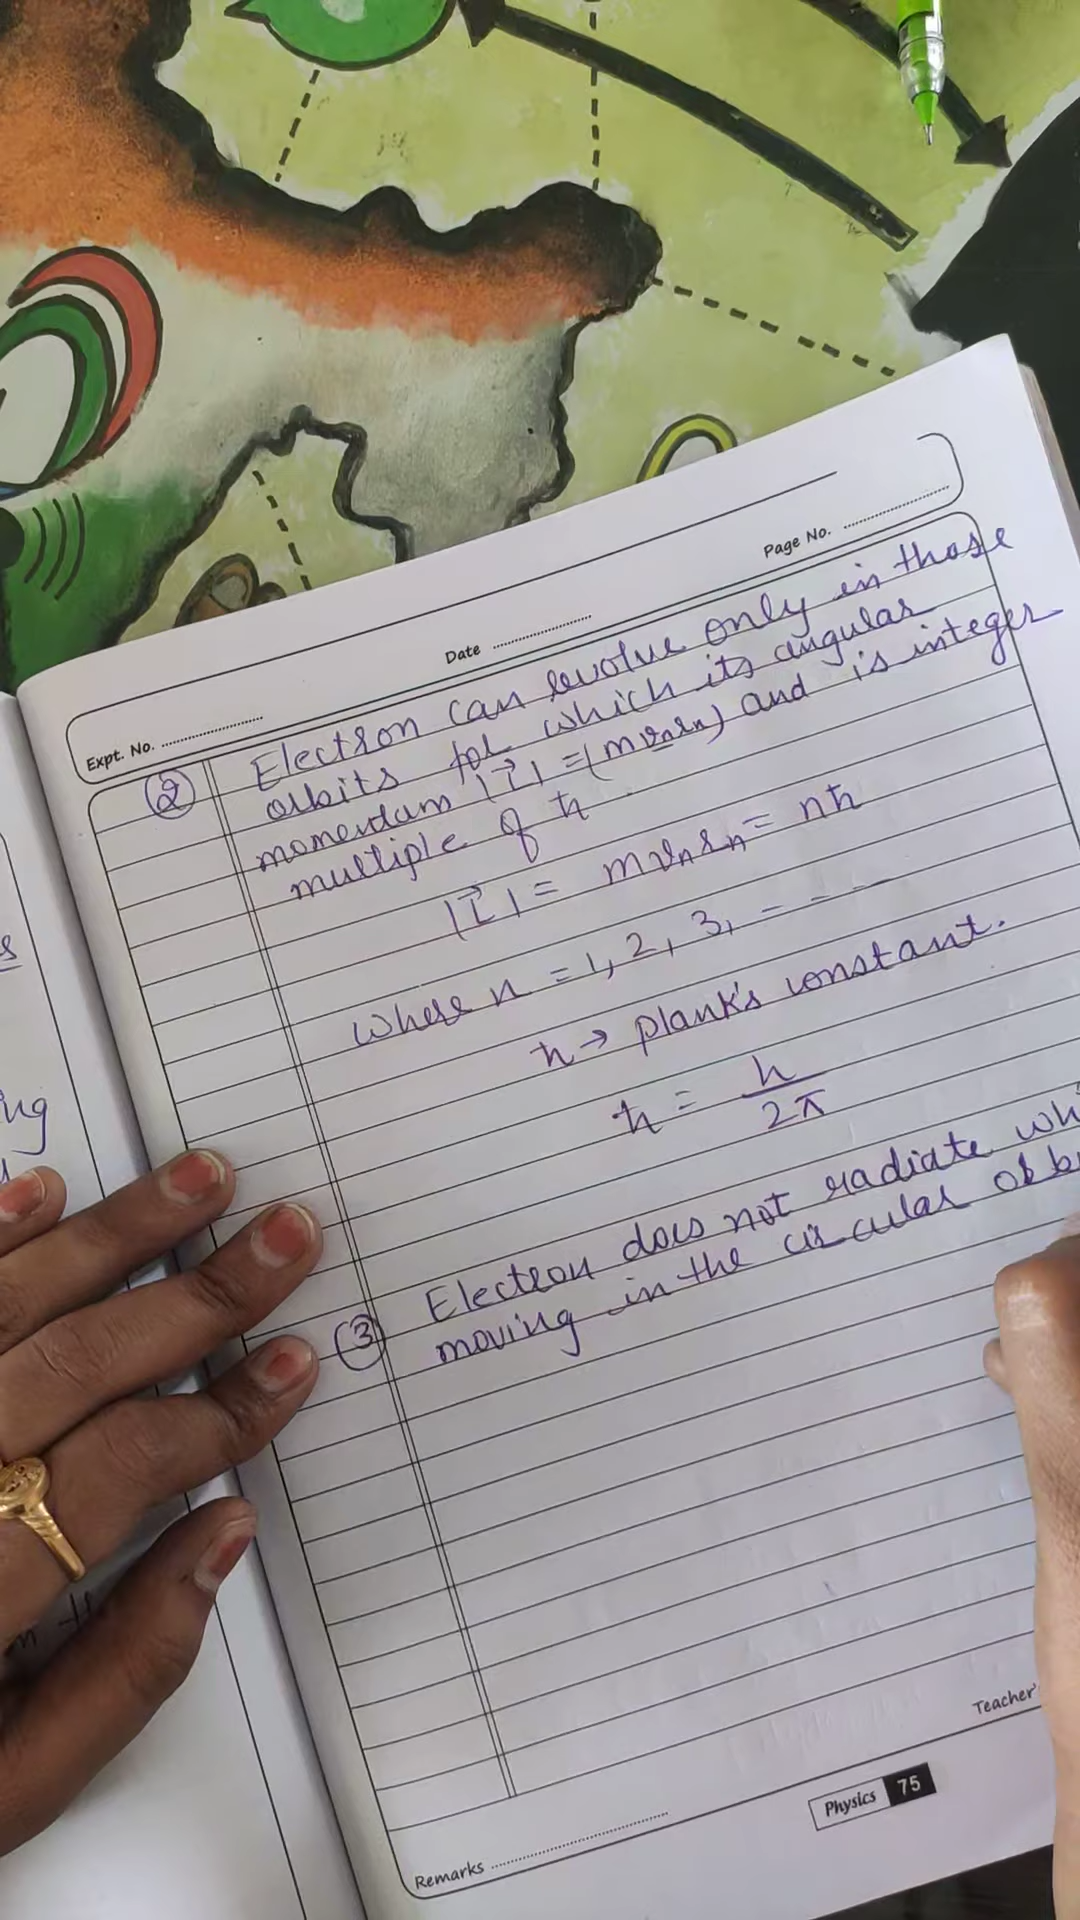 Page No.
Date
Expt. No.
② Electron can revolve only in those
orbits for which its angular
momentum |L⃗| = (mvₙrₙ) and is integer
multiple of ħ
|L⃗| = mvₙrₙ = nħ
where n = 1, 2, 3, - - -
ħ → plank's constant.
ħ = h/2π
③ Electron does not radiate
moving in the circular
ing
Teacher's
Physics 75
Remarks